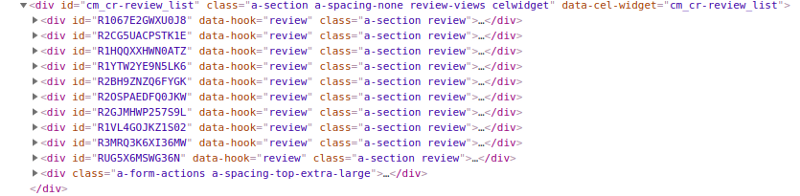 ▼<div id="cm_cr-review_list" class="a-section a-spacing-none review-views celwidget" data-cel-widget="cm_cr-review_list">
▶<div id="R1067E2GWXU0J8" data-hook="review" class="a-section review">…</div>
▶<div id="R2CG5UACPSTK1E" data-hook="review" class="a-section review">…</div>
▶<div id="R1HQQXXHWN0ATZ" data-hook="review" class="a-section review">…</div>
▶<div id="R1YTW2YE9N5LK6" data-hook="review" class="a-section review">…</div>
▶<div id="R2BH9ZNZQ6FYGK" data-hook="review" class="a-section review">…</div>
▶<div id="R2OSPAEDFQ0JKW" data-hook="review" class="a-section review">…</div>
▶<div id="R2GJMHWP257S9L" data-hook="review" class="a-section review">…</div>
▶<div id="R1VL4GOJKZ1S02" data-hook="review" class="a-section review">…</div>
▶<div id="R3MRQ3K6XI36MW" data-hook="review" class="a-section review">…</div>
▶<div id="RUG5X6MSWG36N" data-hook="review" class="a-section review">…</div>
▶<div class="a-form-actions a-spacing-top-extra-large">…</div>
</div>